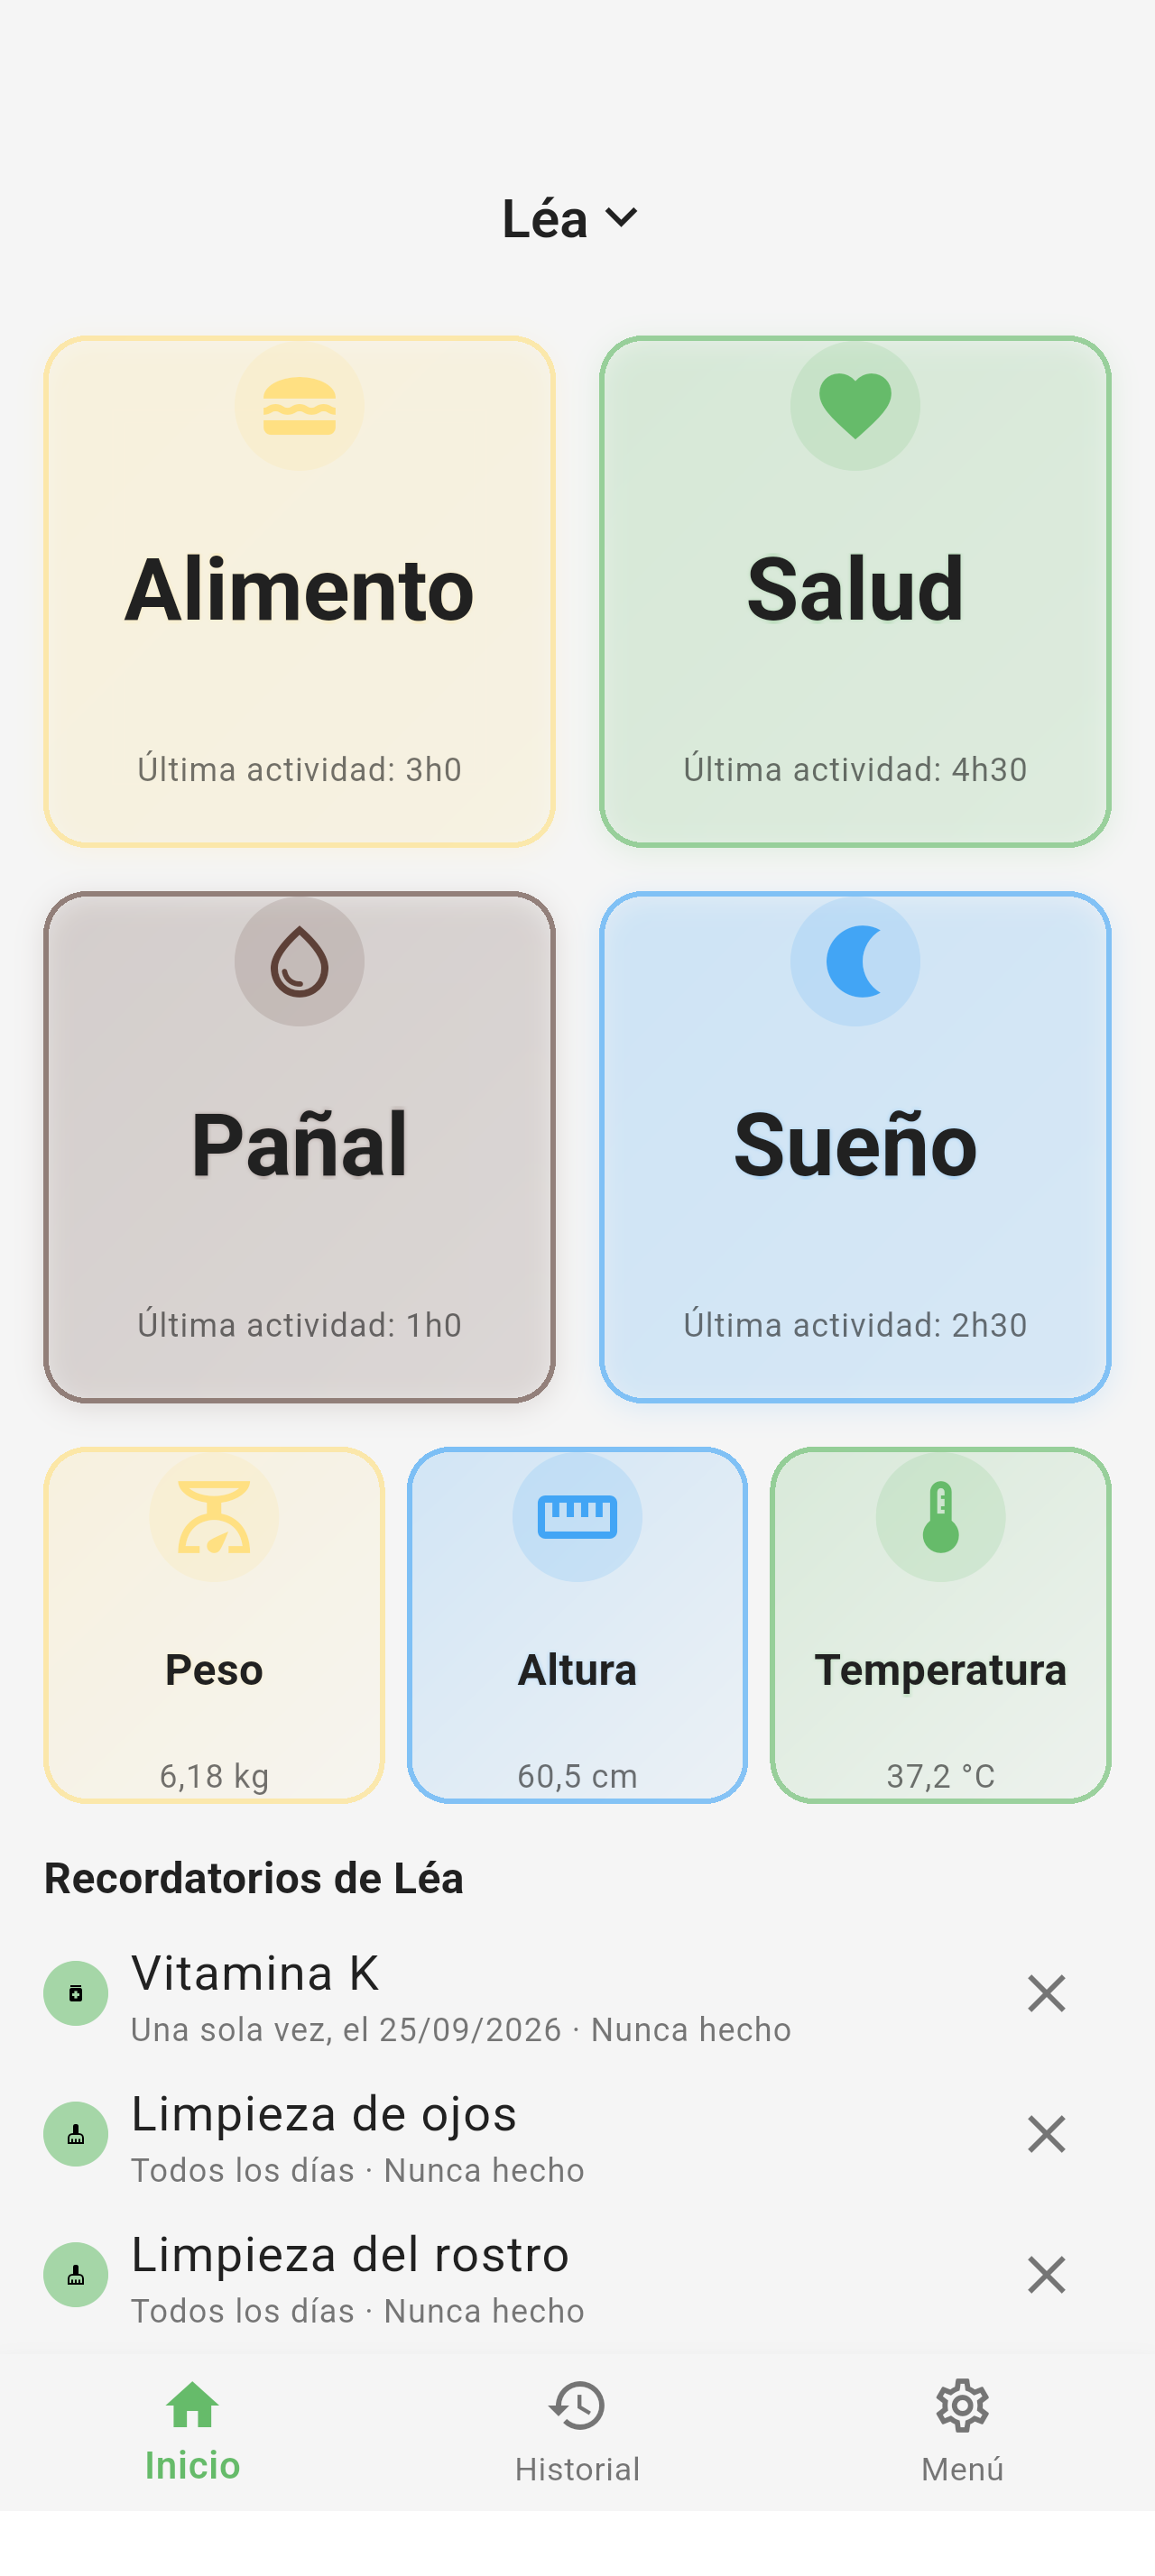 Léa
Alimento
Última actividad: 3h0
Salud
Última actividad: 4h30
Pañal
Última actividad: 1h0
Sueño
Última actividad: 2h30
Peso
6,18 kg
Altura
60,5 cm
Temperatura
37,2 °C
Recordatorios de Léa
Vitamina K
Una sola vez, el 25/09/2026 · Nunca hecho
Limpieza de ojos
Todos los días · Nunca hecho
Limpieza del rostro
Todos los días · Nunca hecho
Inicio
Historial
Menú